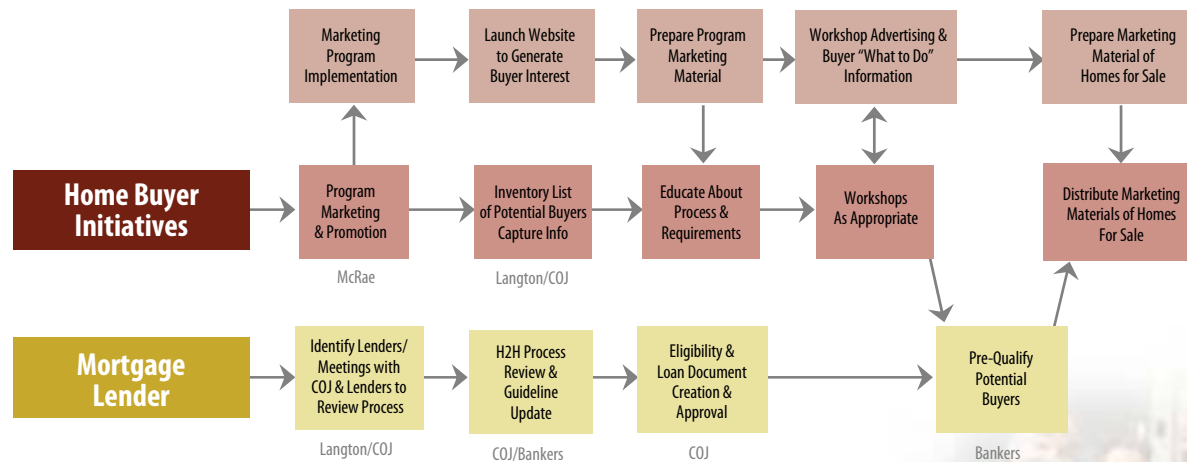 Marketing
Program
Implementation
Launch Website
to Generate
Buyer Interest
Prepare Program
Marketing
Material
Workshop Advertising &
Buyer “What to Do”
Information
Prepare Marketing
Material of
Homes for Sale
Home Buyer
Initiatives
Program
Marketing
& Promotion
McRae
Inventory List
of Potential Buyers
Capture Info
Langton/COJ
Educate About
Process &
Requirements
Workshops
As Appropriate
Distribute Marketing
Materials of Homes
For Sale
Mortgage
Lender
Identify Lenders/
Meetings with
COJ & Lenders to
Review Process
Langton/COJ
H2H Process
Review &
Guideline
Update
COJ/Bankers
Eligibility &
Loan Document
Creation &
Approval
COJ
Pre-Qualify
Potential
Buyers
Bankers